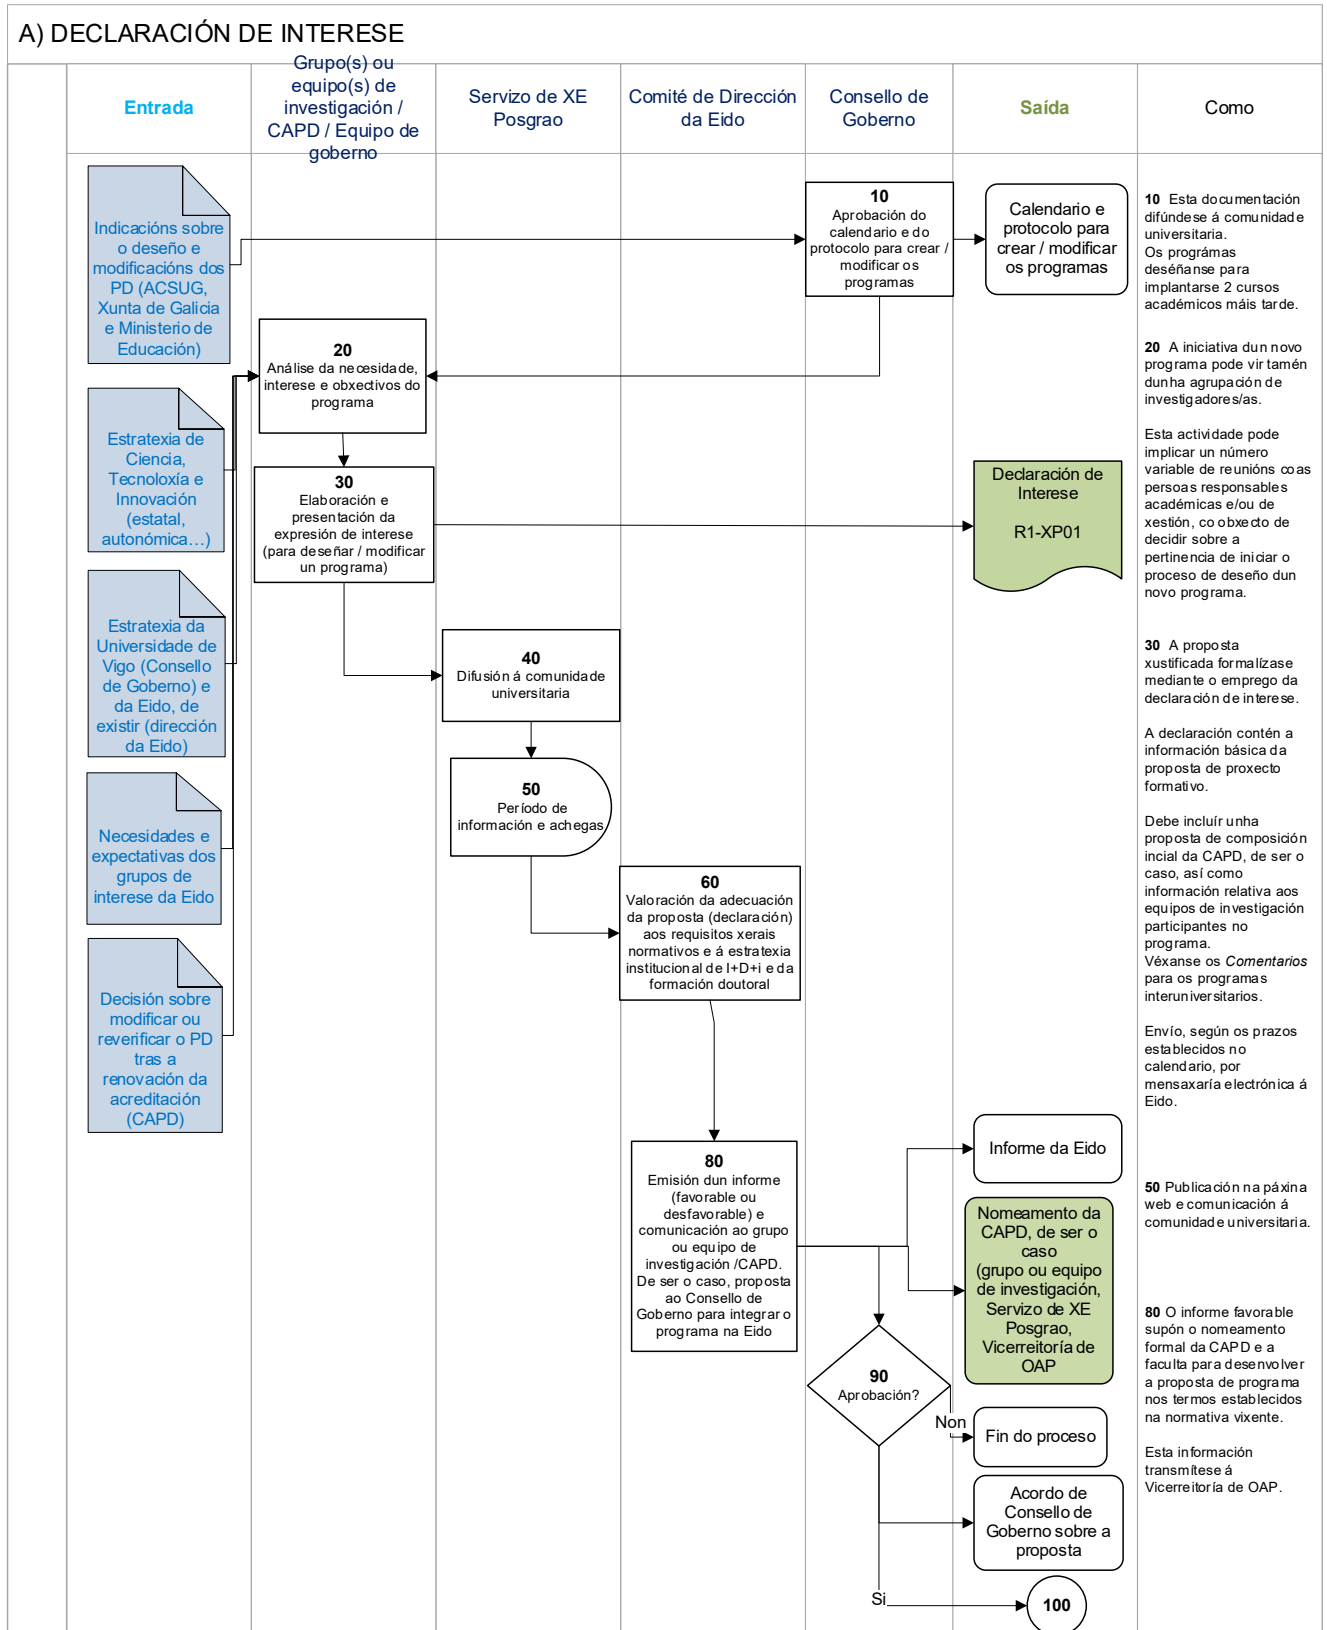 A) DECLARACIÓN DE INTERESE
Entrada
Grupo(s) ou
equipo(s) de
investigación /
CAPD / Equipo de
goberno
Servizo de XE
Posgrao
Comité de Dirección
da Eido
Consello de
Goberno
Saída
Como
Indicacións sobre
o deseño e
modificacións dos
PD (ACSUG,
Xunta de Galicia
e Ministerio de
Educación)
Estratexia de
Ciencia,
Tecnoloxía e
Innovación
(estatal,
autonómica…)
Estratexia da
Universidade de
Vigo (Consello
de Goberno) e
da Eido, de
existir (dirección
da Eido)
Necesidades e
expectativas dos
grupos de
interese da Eido
Decisión sobre
modificar ou
reverificar o PD
tras a
renovación da
acreditación
(CAPD)
10
Aprobación do
calendario e do
protocolo para crear /
modificar os
programas
Calendario e
protocolo para
crear / modificar
os programas
20
Análise da necesidade,
interese e obxectivos do
programa
30
Elaboración e
presentación da
expresión de interese
(para deseñar / modificar
un programa)
Declaración de
Interese
R1-XP01
40
Difusión á comunidade
universitaria
50
Período de
información e achegas
60
Valoración da adecuación
da proposta (declaración)
aos requisitos xerais
normativos e á estratexia
institucional de I+D+i e da
formación doutoral
80
Emisión dun informe
(favorable ou
desfavorable) e
comunicación ao grupo
ou equipo de
investigación /CAPD.
De ser o caso, proposta
ao Consello de
Goberno para integrar o
programa na Eido
Informe da Eido
Nomeamento da
CAPD, de ser o
caso
(grupo ou equipo
de investigación,
Servizo de XE
Posgrao,
Vicerreitoría de
OAP
90
Aprobación?
Non
Fin do proceso
Acordo de
Consello de
Goberno sobre a
proposta
Si
100
10 Esta documentación
difúndese á comunidade
universitaria.
Os prográmas
deséñanse para
implantarse 2 cursos
académicos máis tarde.
20 A iniciativa dun novo
programa pode vir tamén
dunha agrupación de
investigadores/as.
Esta actividade pode
implicar un número
variable de reunións coas
persoas responsables
académicas e/ou de
xestión, co obxecto de
decidir sobre a
pertinencia de iniciar o
proceso de deseño dun
novo programa.
30 A proposta
xustificada formalízase
mediante o emprego da
declaración de interese.
A declaración contén a
información básica da
proposta de proxecto
formativo.
Debe incluír unha
proposta de composición
incial da CAPD, de ser o
caso, así como
información relativa aos
equipos de investigación
participantes no
programa.
Véxanse os Comentarios
para os programas
interuniversitarios.
Envío, según os prazos
establecidos no
calendario, por
mensaxaría electrónica á
Eido.
50 Publicación na páxina
web e comunicación á
comunidade universitaria.
80 O informe favorable
supón o nomeamento
formal da CAPD e a
faculta para desenvolver
a proposta de programa
nos termos establecidos
na normativa vixente.
Esta información
transmítese á
Vicerreitoría de OAP.